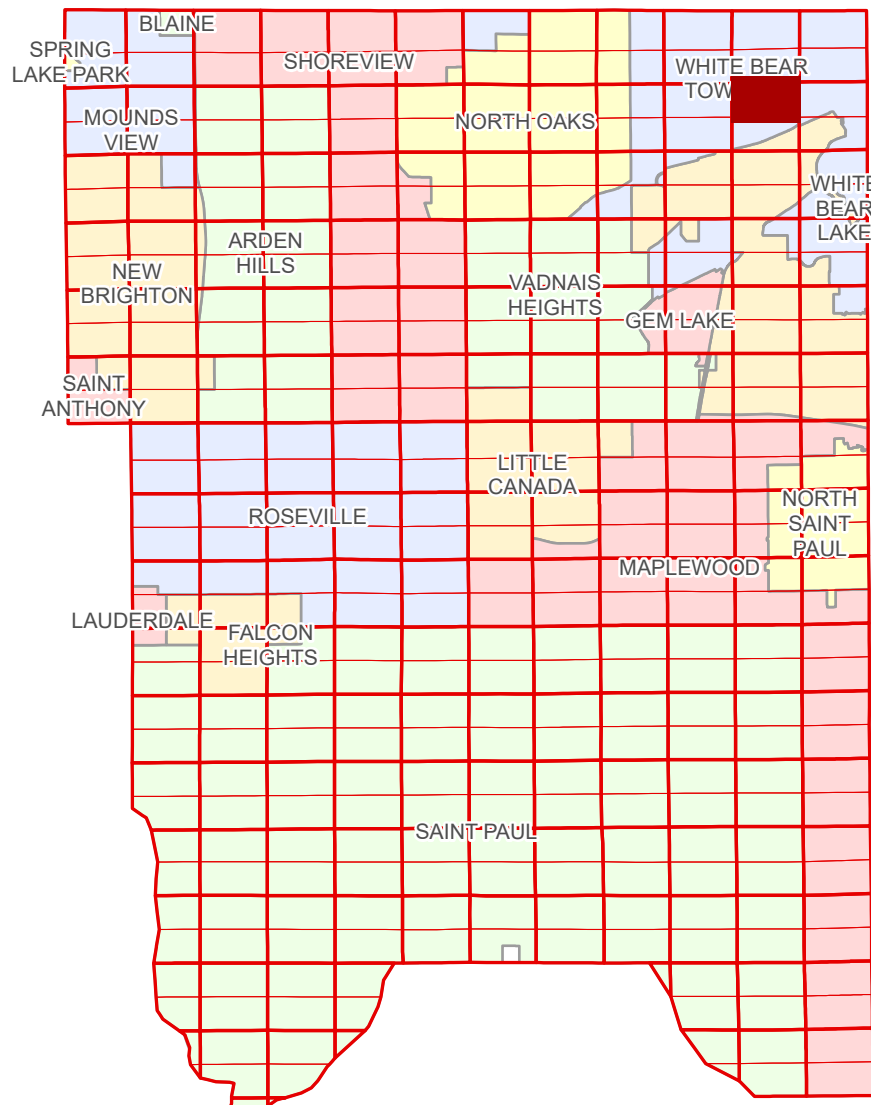 BLAINE
SPRING
LAKE PARK
SHOREVIEW
WHITE BEAR
TOW
MOUNDS
VIEW
NORTH OAKS
WHITE
BEAR
LAKE
ARDEN
HILLS
NEW
BRIGHTON
VADNAIS
HEIGHTS
GEM LAKE
SAINT
ANTHONY
LITTLE
CANADA
ROSEVILLE
NORTH
SAINT
PAUL
MAPLEWOOD
LAUDERDALE
FALCON
HEIGHTS
SAINT PAUL